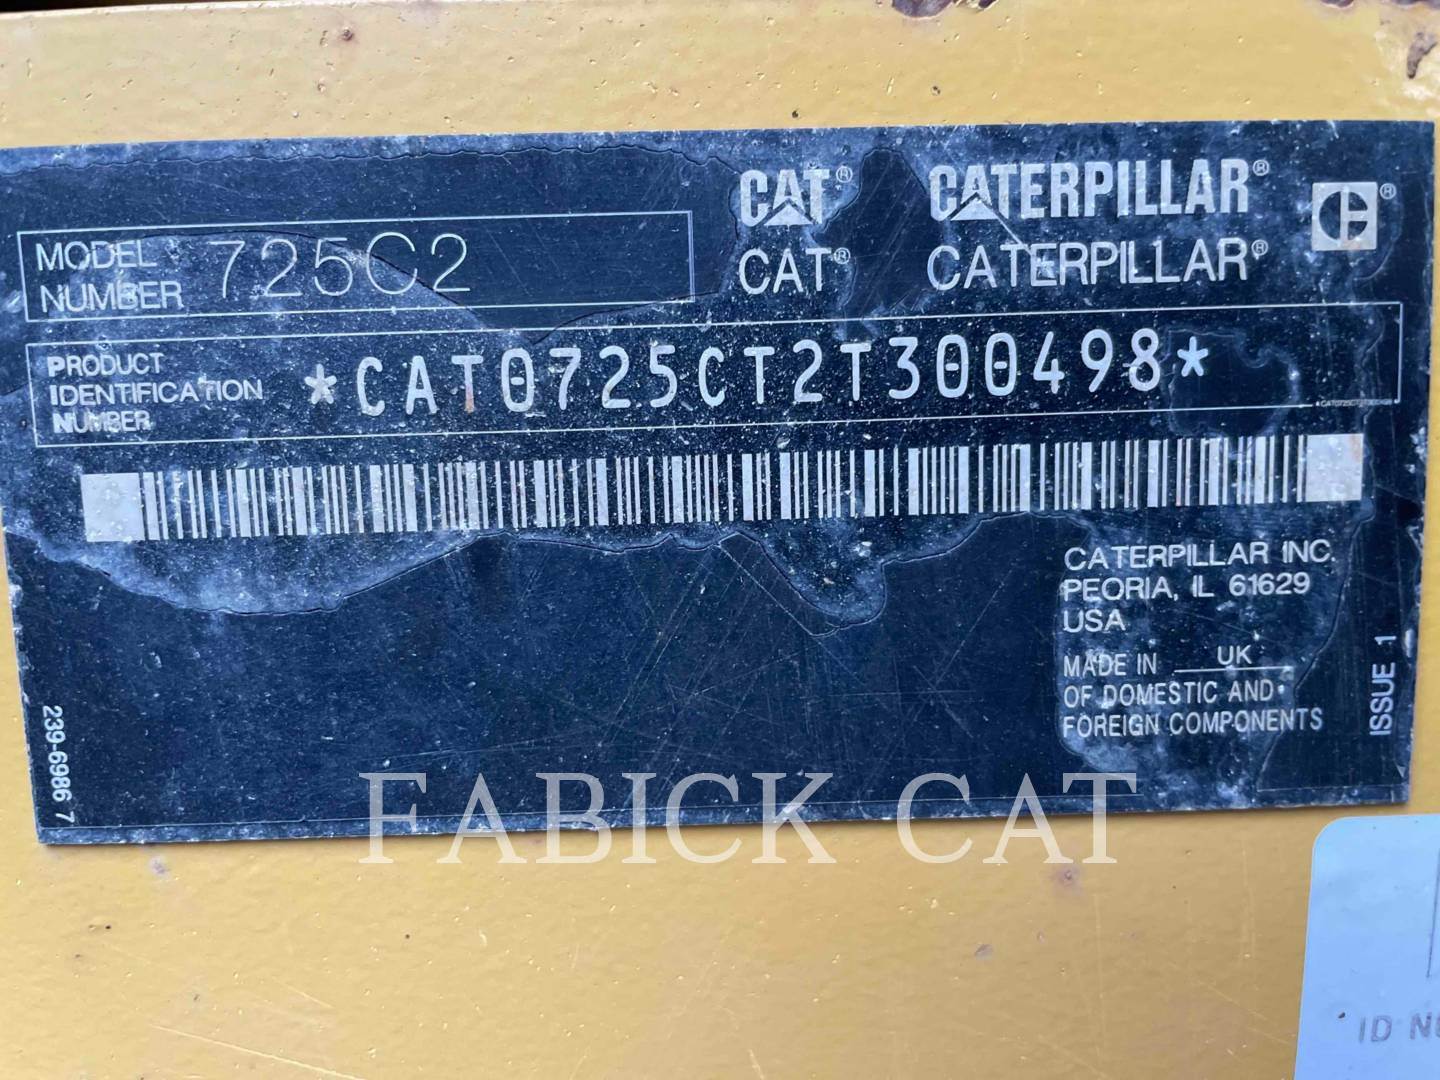 CAT® CATERPILLAR® ®
CAT® CATERPILLAR®
MODEL NUMBER 725C2
PRODUCT IDENTIFICATION NUMBER *CAT0725CT2T300498*
CATERPILLAR INC.
PEORIA, IL 61629
USA
MADE IN UK
OF DOMESTIC AND
FOREIGN COMPONENTS
ISSUE 1
239-6986 7
FABICK CAT
ID